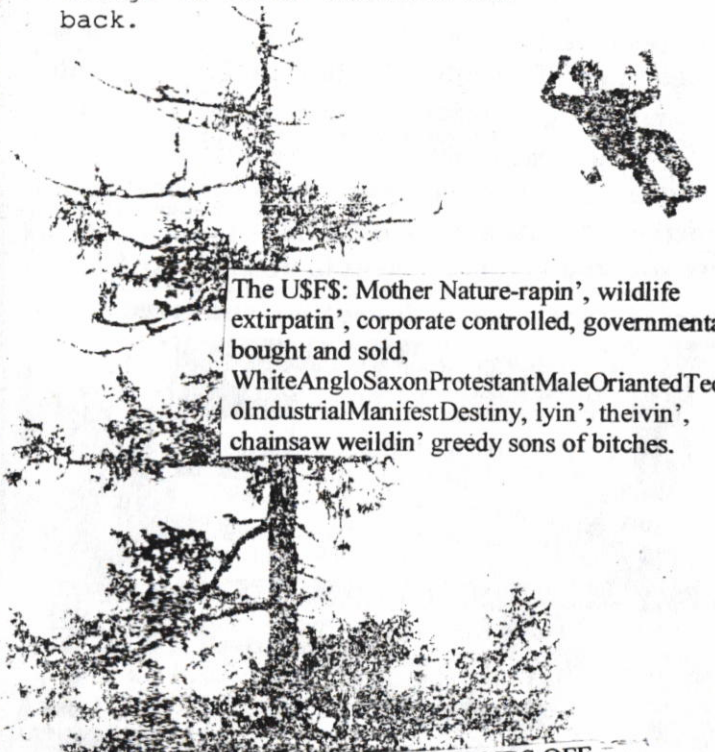 back.
The U$F$: Mother Nature-rapin', wildlife
extirpatin', corporate controlled, governmenta
bought and sold,
WhiteAngloSaxonProtestantMaleOriantedTec
oIndustrialManifestDestiny, lyin', theivin',
chainsaw weildin' greedy sons of bitches.